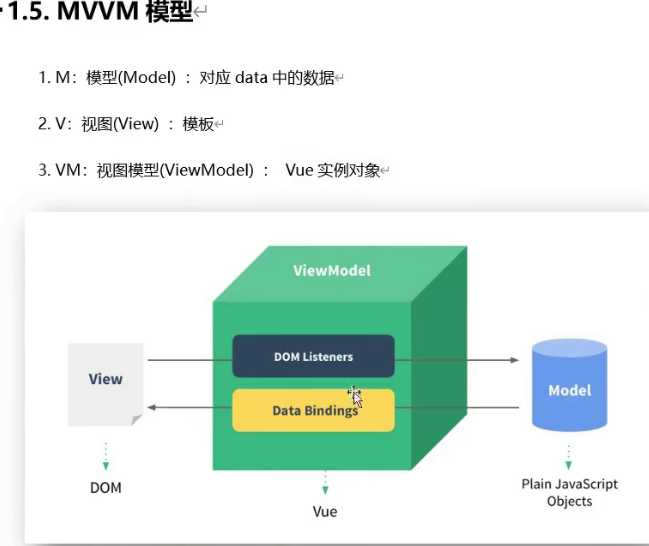 1.5. MVVM 模型↵
1. M：模型(Model) ：对应 data 中的数据↵
2. V：视图(View) ：模板↵
3. VM：视图模型(ViewModel) ： Vue 实例对象↵
ViewModel
DOM Listeners
View
Model
Data Bindings
DOM
Plain JavaScript
Objects
Vue